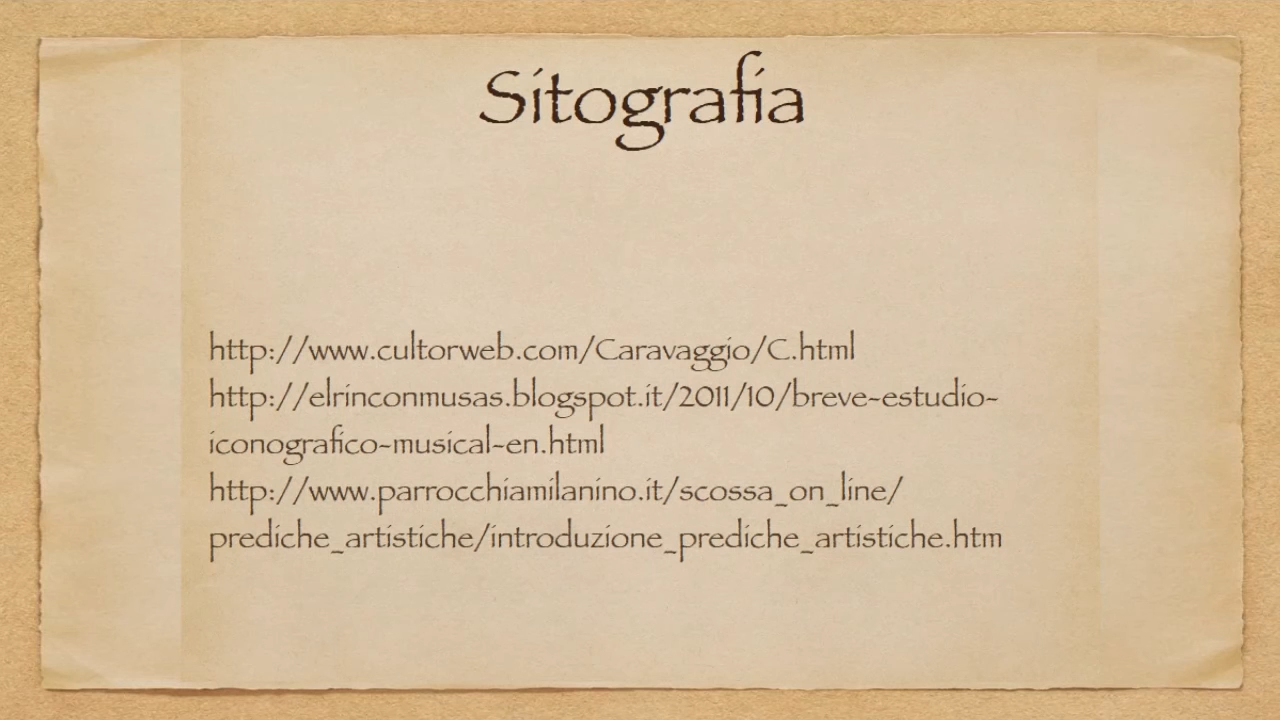 Sitografia
http://www.cultorweb.com/Caravaggio/C.html
http://elrinconmusas.blogspot.it/2011/10/breve-estudio-
iconografico-musical-en.html
http://www.parrocchiamilanino.it/scossa_on_line/
prediche_artistiche/introduzione_prediche_artistiche.htm